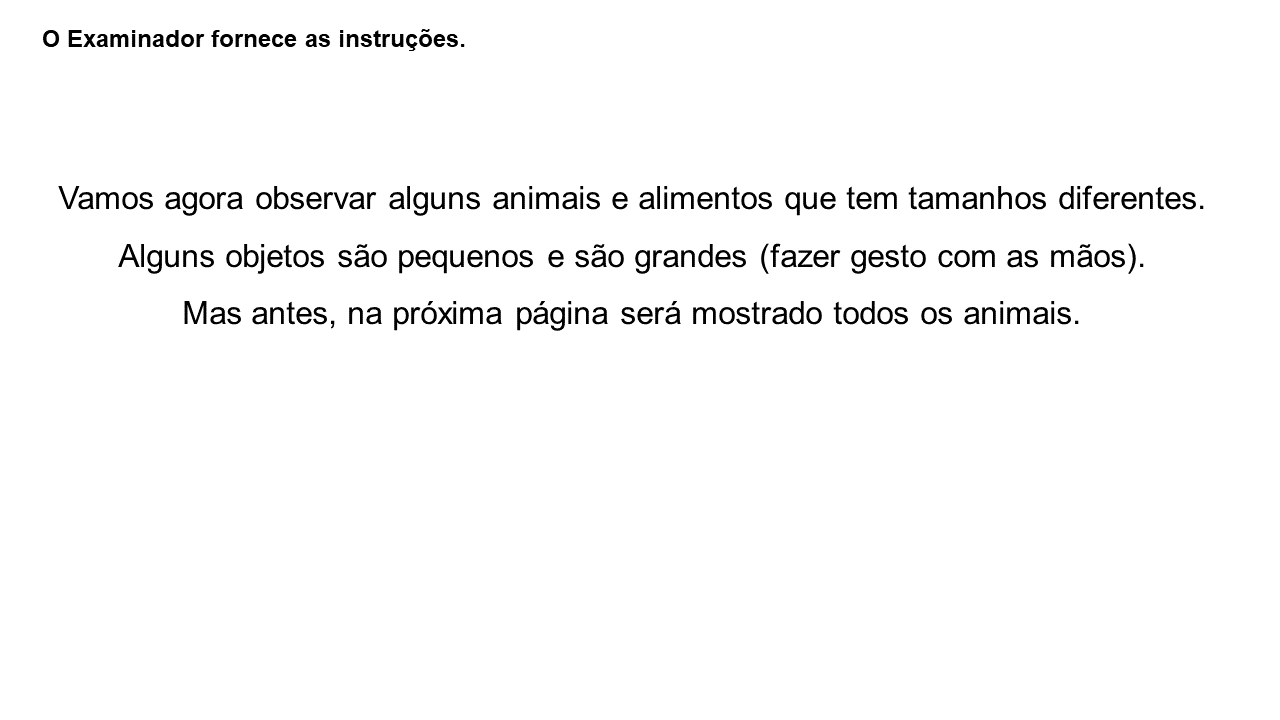 O Examinador fornece as instruções.
Vamos agora observar alguns animais e alimentos que tem tamanhos diferentes.
Alguns objetos são pequenos e são grandes (fazer gesto com as mãos).
Mas antes, na próxima página será mostrado todos os animais.